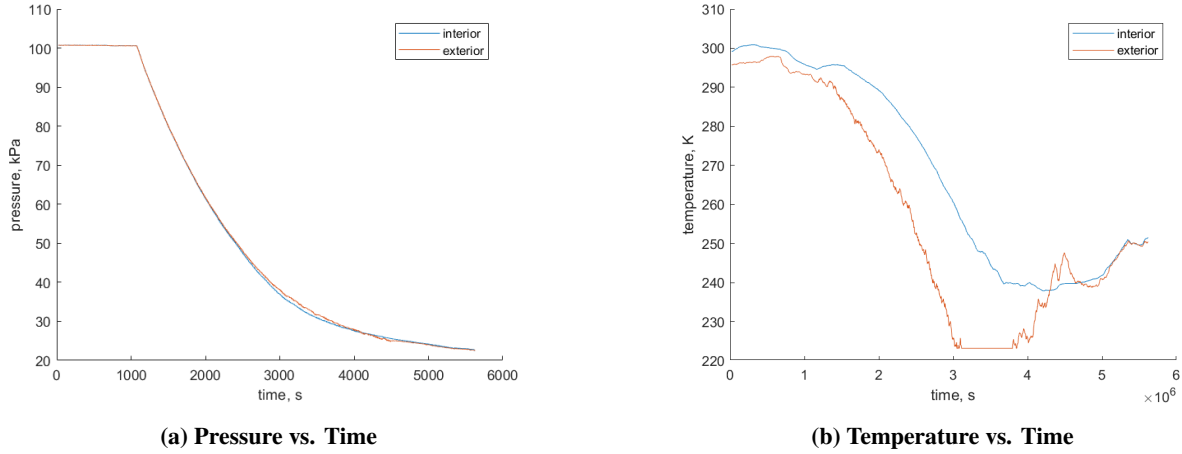 110
100
90
80
70
60
50
40
30
20
pressure, kPa
interior
exterior
0 1000 2000 3000 4000 5000 6000
time, s
(a) Pressure vs. Time
310
300
290
280
270
260
250
240
230
220
temperature, K
interior
exterior
0 1 2 3 4 5 6
time, s
×10⁶
(b) Temperature vs. Time